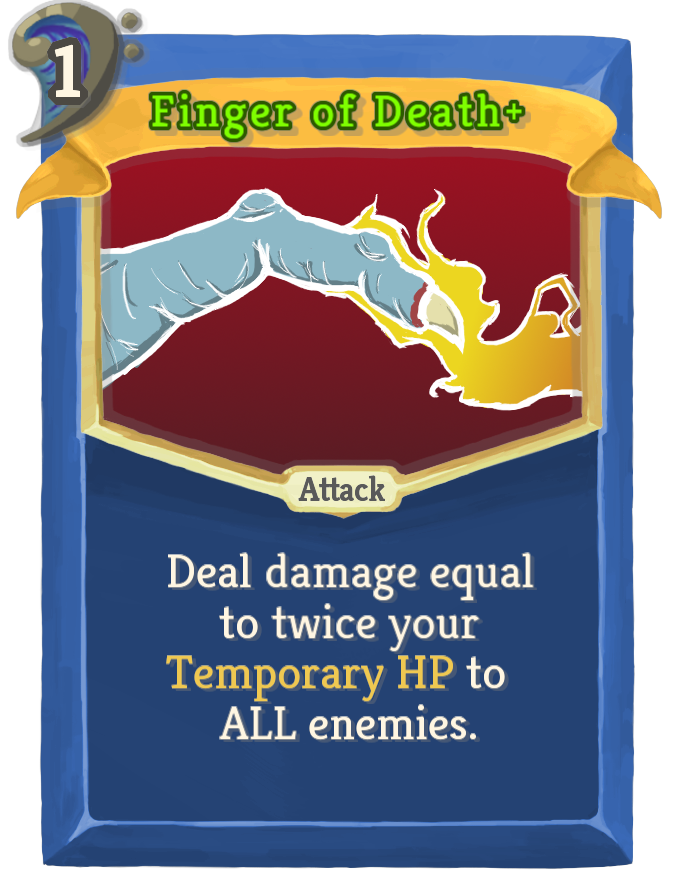 1
Finger of Death+
Attack
Deal damage equal
to twice your
Temporary HP to
ALL enemies.